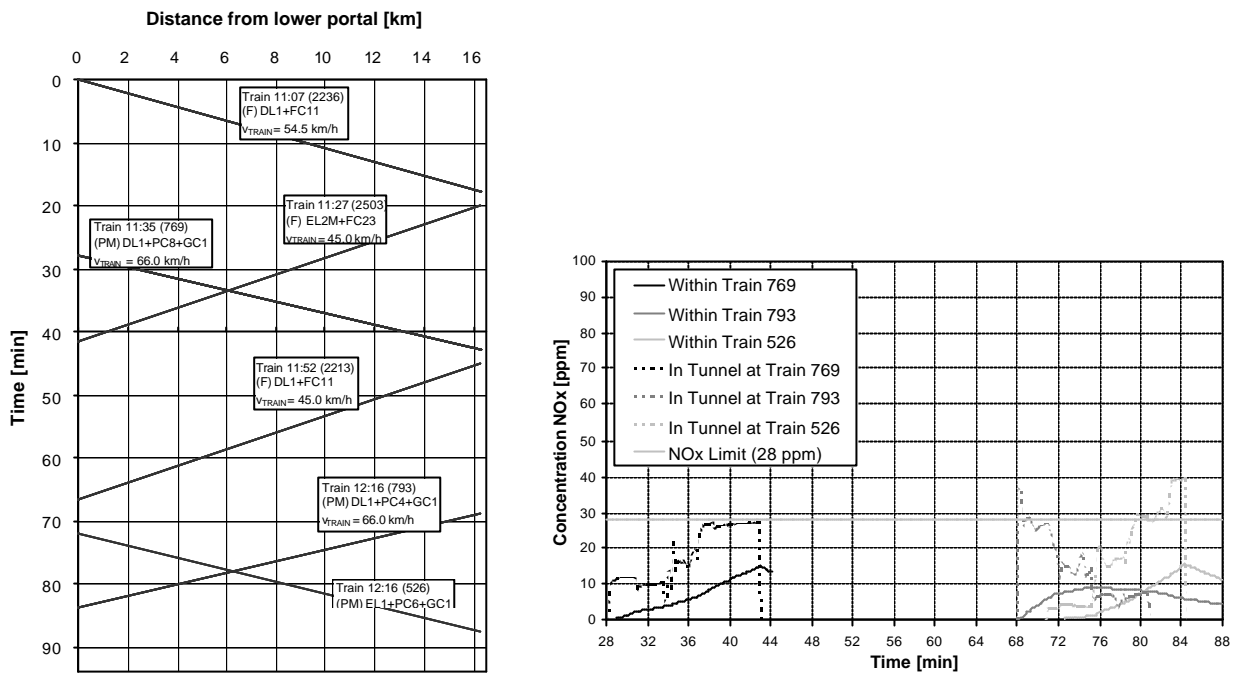 Distance from lower portal [km]
0 2 4 6 8 10 12 14 16
Time [min]
0
10
20
30
40
50
60
70
80
90
Train 11:07 (2236)
(F) DL1+FC11
vTRAIN = 54.5 km/h
Train 11:27 (2503)
(F) EL2M+FC23
vTRAIN = 45.0 km/h
Train 11:35 (769)
(PM) DL1+PC8+GC1
vTRAIN = 66.0 km/h
Train 11:52 (2213)
(F) DL1+FC11
vTRAIN = 45.0 km/h
Train 12:16 (793)
(PM) DL1+PC4+GC1
vTRAIN = 66.0 km/h
Train 12:16 (526)
(PM) EL1+PC6+GC1
Concentration NOx [ppm]
100
90
80
70
60
50
40
30
20
10
0
Within Train 769
Within Train 793
Within Train 526
In Tunnel at Train 769
In Tunnel at Train 793
In Tunnel at Train 526
NOx Limit (28 ppm)
28 32 36 40 44 48 52 56 60 64 68 72 76 80 84 88
Time [min]